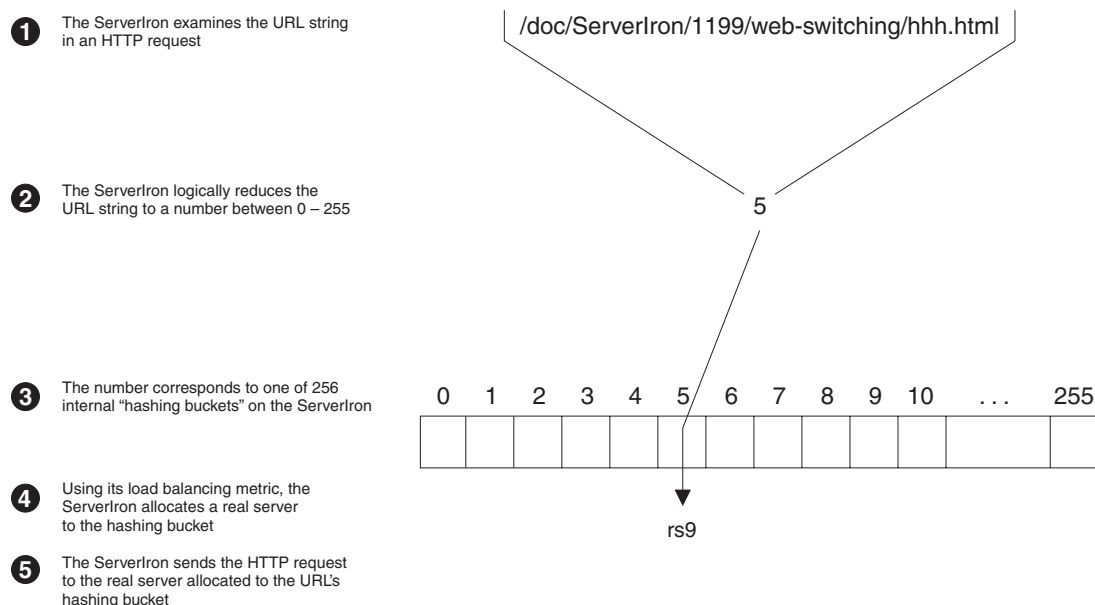 1 The ServerIron examines the URL string
in an HTTP request
/doc/ServerIron/1199/web-switching/hhh.html
2 The ServerIron logically reduces the
URL string to a number between 0 – 255
5
3 The number corresponds to one of 256
internal “hashing buckets” on the ServerIron
0 1 2 3 4 5 6 7 8 9 10 . . . 255
4 Using its load balancing metric, the
ServerIron allocates a real server
to the hashing bucket
rs9
5 The ServerIron sends the HTTP request
to the real server allocated to the URL’s
hashing bucket